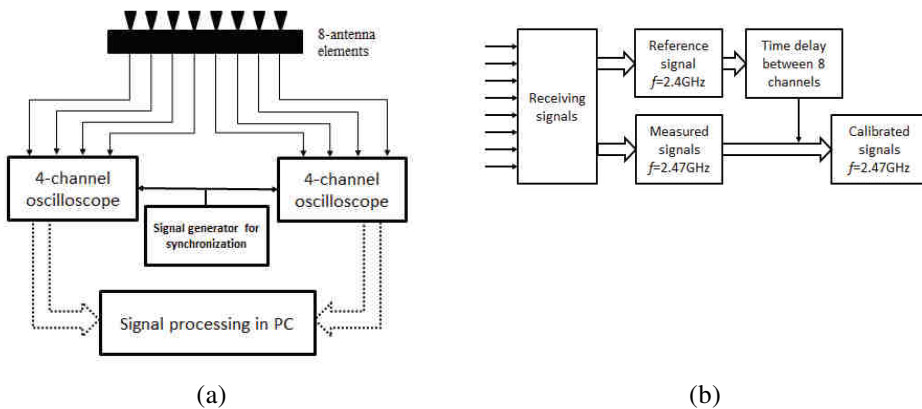 8-antenna
elements
4-channel
oscilloscope
4-channel
oscilloscope
Signal generator for
synchronization
Signal processing in PC
(a)
Receiving
signals
Reference
signal
f=2.4GHz
Time delay
between 8
channels
Measured
signals
f=2.47GHz
Calibrated
signals
f=2.47GHz
(b)